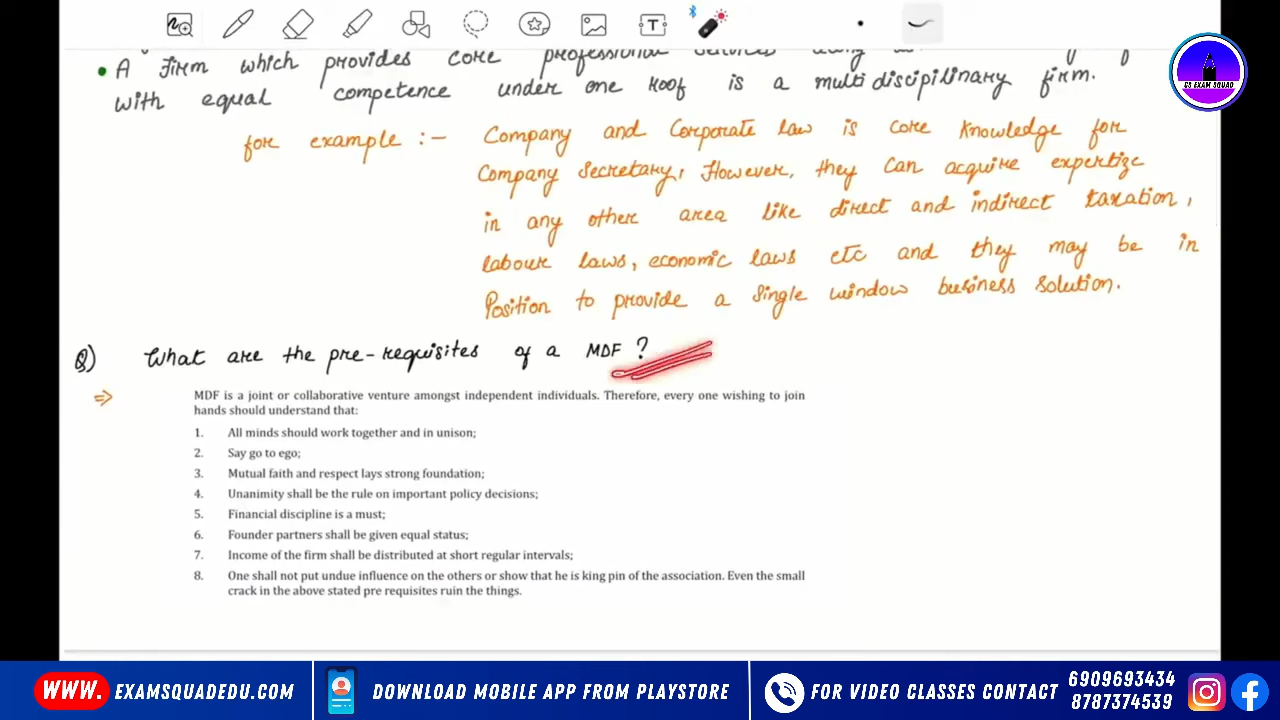 A firm which provides core professional services along
with equal competence under one roof is a multi disciplinary firm.
CS EXAM SQUAD
for example :- Company and Corporate law is core knowledge for
Company Secretary, However, they can acquire expertize
in any other area like direct and indirect taxation,
labour laws, economic laws etc and they may be in
Position to provide a single window business solution.
Q) What are the pre-requisites of a MDF ?
⇒ MDF is a joint or collaborative venture amongst independent individuals. Therefore, every one wishing to join
hands should understand that:
1. All minds should work together and in unison;
2. Say go to ego;
3. Mutual faith and respect lays strong foundation;
4. Unanimity shall be the rule on important policy decisions;
5. Financial discipline is a must;
6. Founder partners shall be given equal status;
7. Income of the firm shall be distributed at short regular intervals;
8. One shall not put undue influence on the others or show that he is king pin of the association. Even the small
crack in the above stated pre requisites ruin the things.
WWW. EXAMSQUADEDU.COM
DOWNLOAD MOBILE APP FROM PLAYSTORE
FOR VIDEO CLASSES CONTACT
6909693434
8787374539